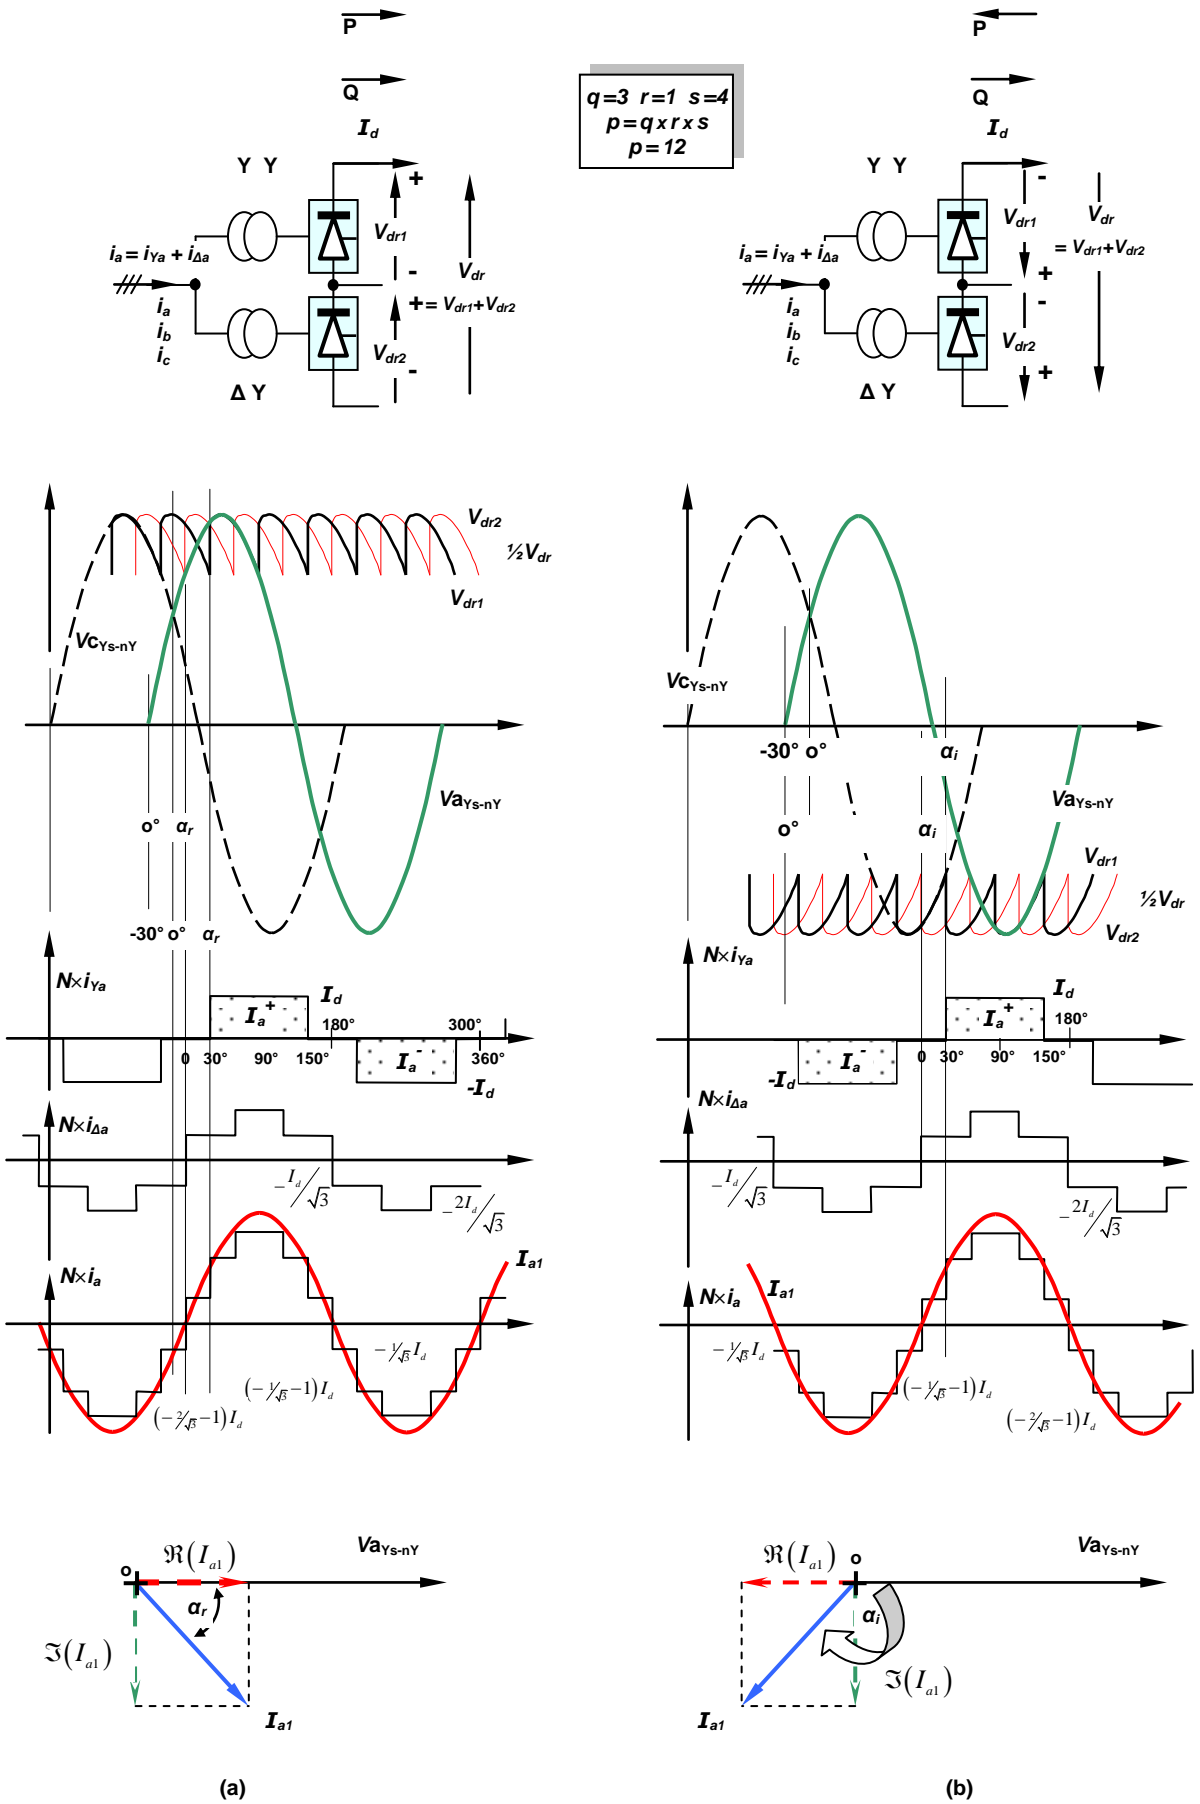 P
Q
I_d
Y Y
i_a = i_Ya + i_Δa
i_a
i_b
i_c
Δ Y
+
V_dr1
-
V_dr
+ = V_dr1+V_dr2
V_dr2
-
q=3 r=1 s=4
p=q x r x s
p=12
P
Q
I_d
Y Y
i_a = i_Ya + i_Δa
i_a
i_b
i_c
Δ Y
-
V_dr1
V_dr
= V_dr1+V_dr2
+
-
V_dr2
+
V_dr2
½V_dr
V_dr1
Vc_Ys-nY
Va_Ys-nY
o° α_r
-30° o° α_r
N×i_Ya
I_d
I_a^+
180° 300°
0 30° 90° 150° 360°
I_a^-
-I_d
N×i_Δa
-I_d/√3
-2I_d/√3
N×i_a
I_a1
-1/√3 I_d
(-1/√3-1)I_d
(-2/√3-1)I_d
Vc_Ys-nY
-30° o° α_i
Va_Ys-nY
o° α_i
V_dr1
½V_dr
V_dr2
N×i_Ya
I_d
I_a^+
180°
0 30° 90° 150°
I_a^-
-I_d
N×i_Δa
-I_d/√3
-2I_d/√3
N×i_a
I_a1
-1/√3 I_d
(-1/√3-1)I_d
(-2/√3-1)I_d
o
ℜ(I_a1)
Va_Ys-nY
α_r
ℑ(I_a1)
I_a1
ℜ(I_a1)
o
Va_Ys-nY
α_i
ℑ(I_a1)
I_a1
(a)
(b)